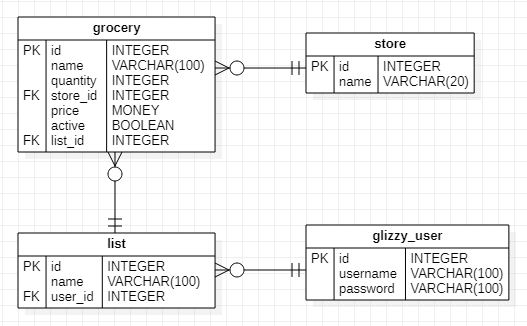 grocery
PK id INTEGER
name VARCHAR(100)
quantity INTEGER
FK store_id INTEGER
price MONEY
active BOOLEAN
FK list_id INTEGER
store
PK id INTEGER
name VARCHAR(20)
list
PK id INTEGER
name VARCHAR(100)
FK user_id INTEGER
glizzy_user
PK id INTEGER
username VARCHAR(100)
password VARCHAR(100)